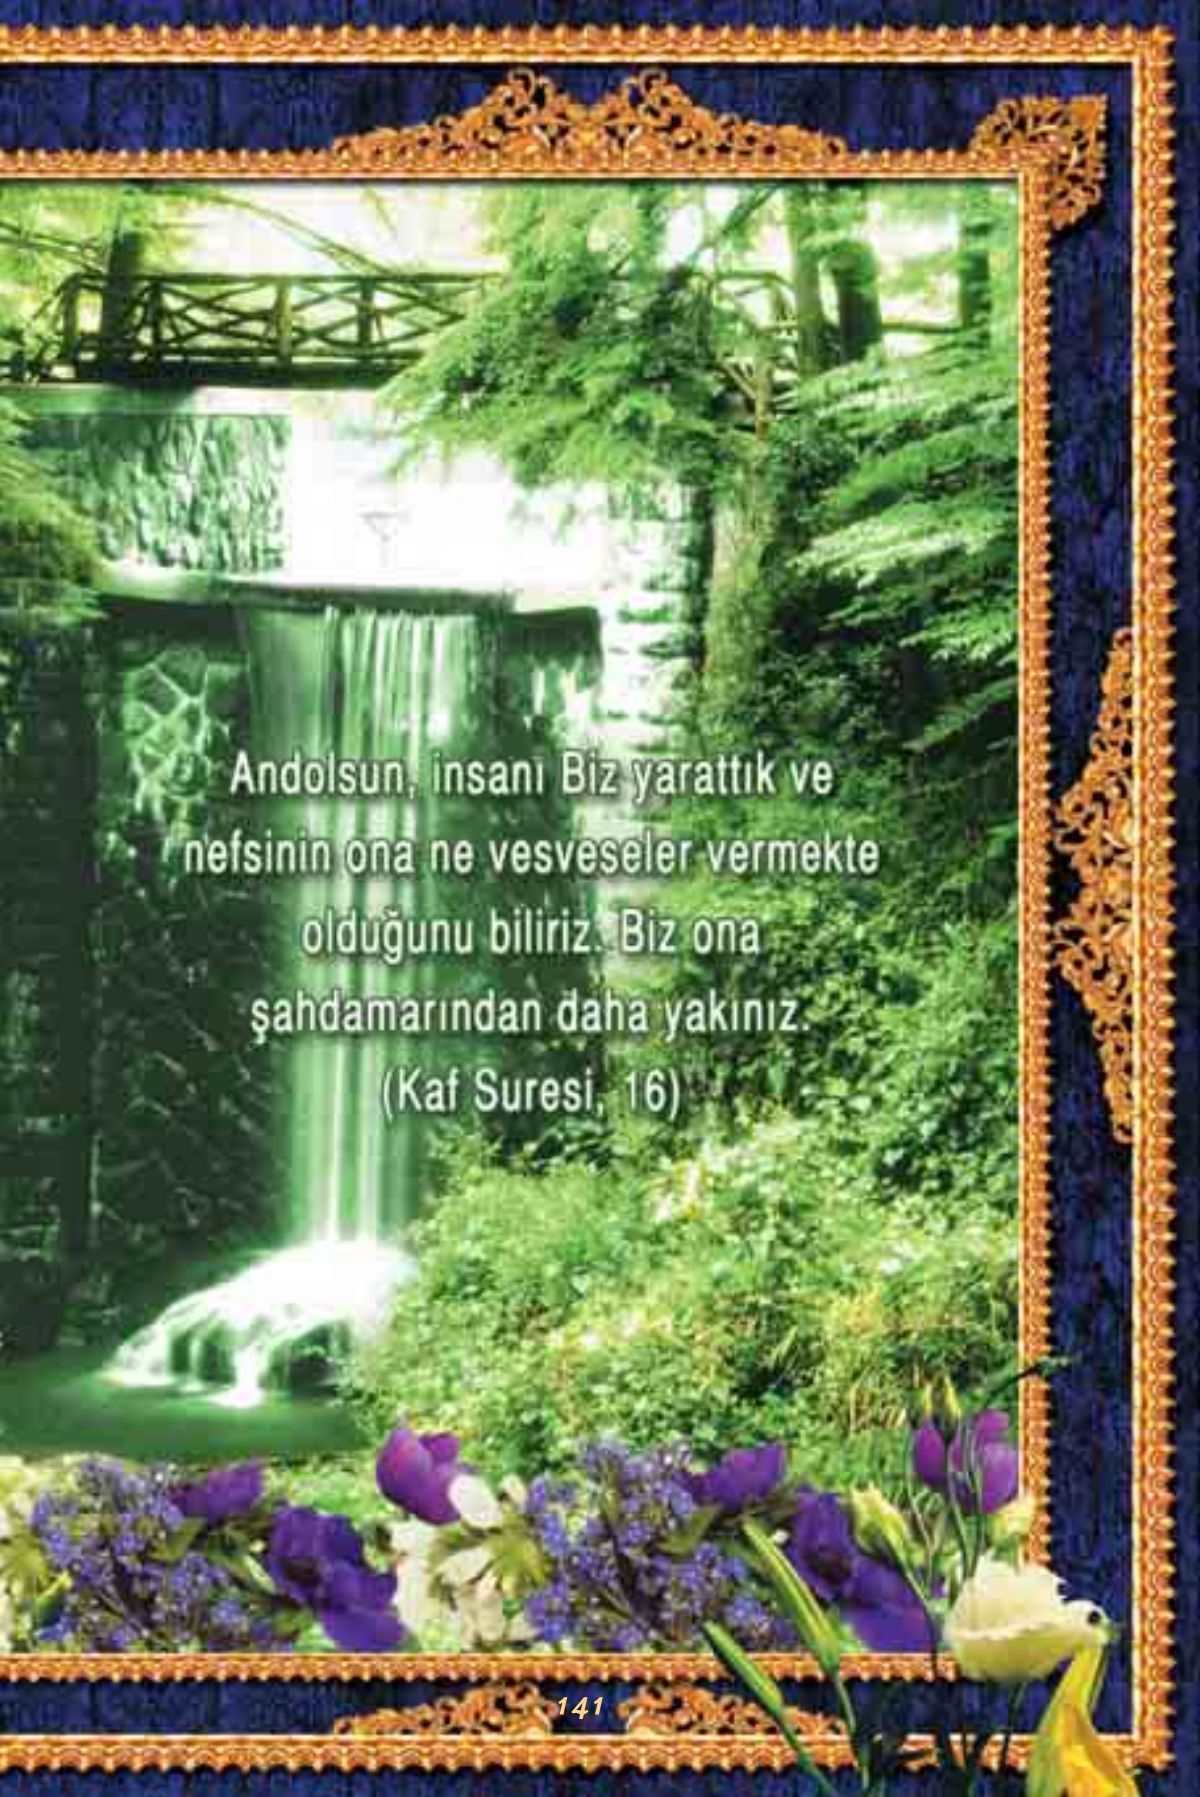 Andolsun, insanı Biz yarattık ve
nefsinin ona ne vesveseler vermekte
olduğunu biliriz. Biz ona
şahdamarından daha yakınız.
(Kaf Suresi, 16)
141